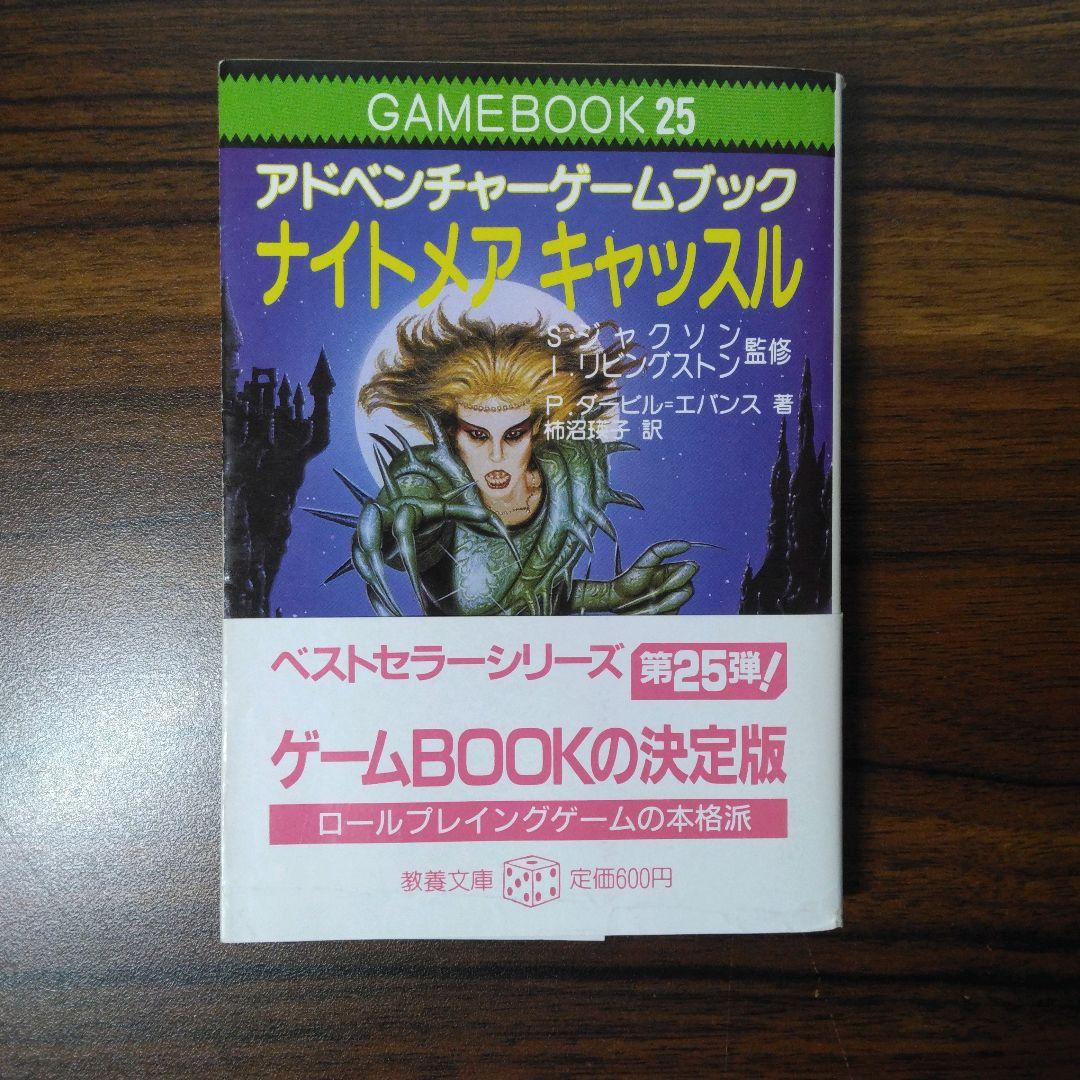 GAMEBOOK 25
アドベンチャーゲームブック
ナイトメア キャッスル
S・ジャクソン
I.リビングストン
監修
P.ダービル=エバンス 著
柿沼瑛子 訳
ベストセラーシリーズ 第25弾!
ゲームBOOKの決定版
ロールプレイングゲームの本格派
教養文庫 定価600円